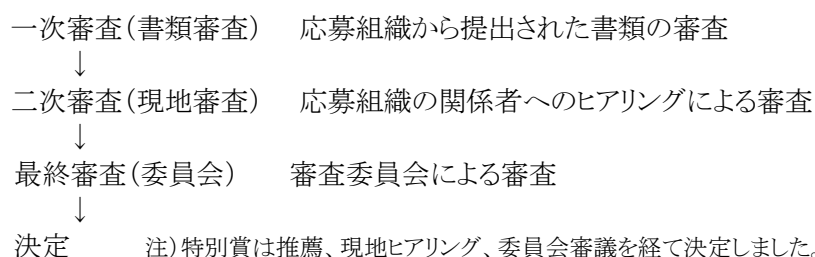 一次審査(書類審査)　応募組織から提出された書類の審査
↓
二次審査(現地審査)　応募組織の関係者へのヒアリングによる審査
↓
最終審査(委員会)　審査委員会による審査
↓
決定　注)特別賞は推薦、現地ヒアリング、委員会審議を経て決定しました。